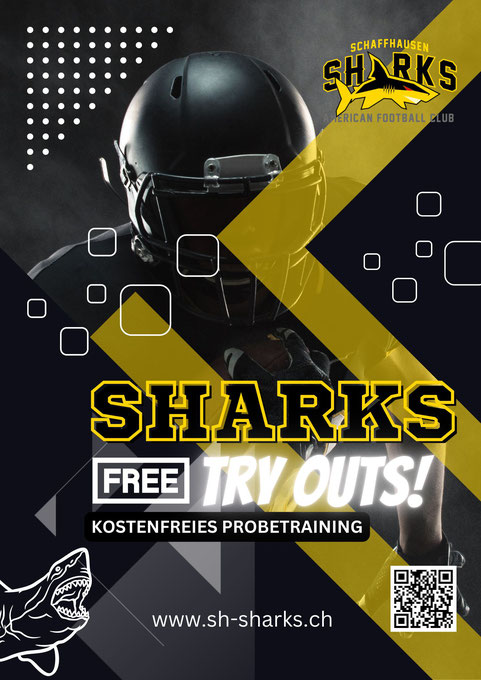 SCHAFFHAUSEN
SHARKS
AMERICAN FOOTBALL CLUB
SHARKS
FREE TRY OUTS!
KOSTENFREIES PROBETRAINING
www.sh-sharks.ch